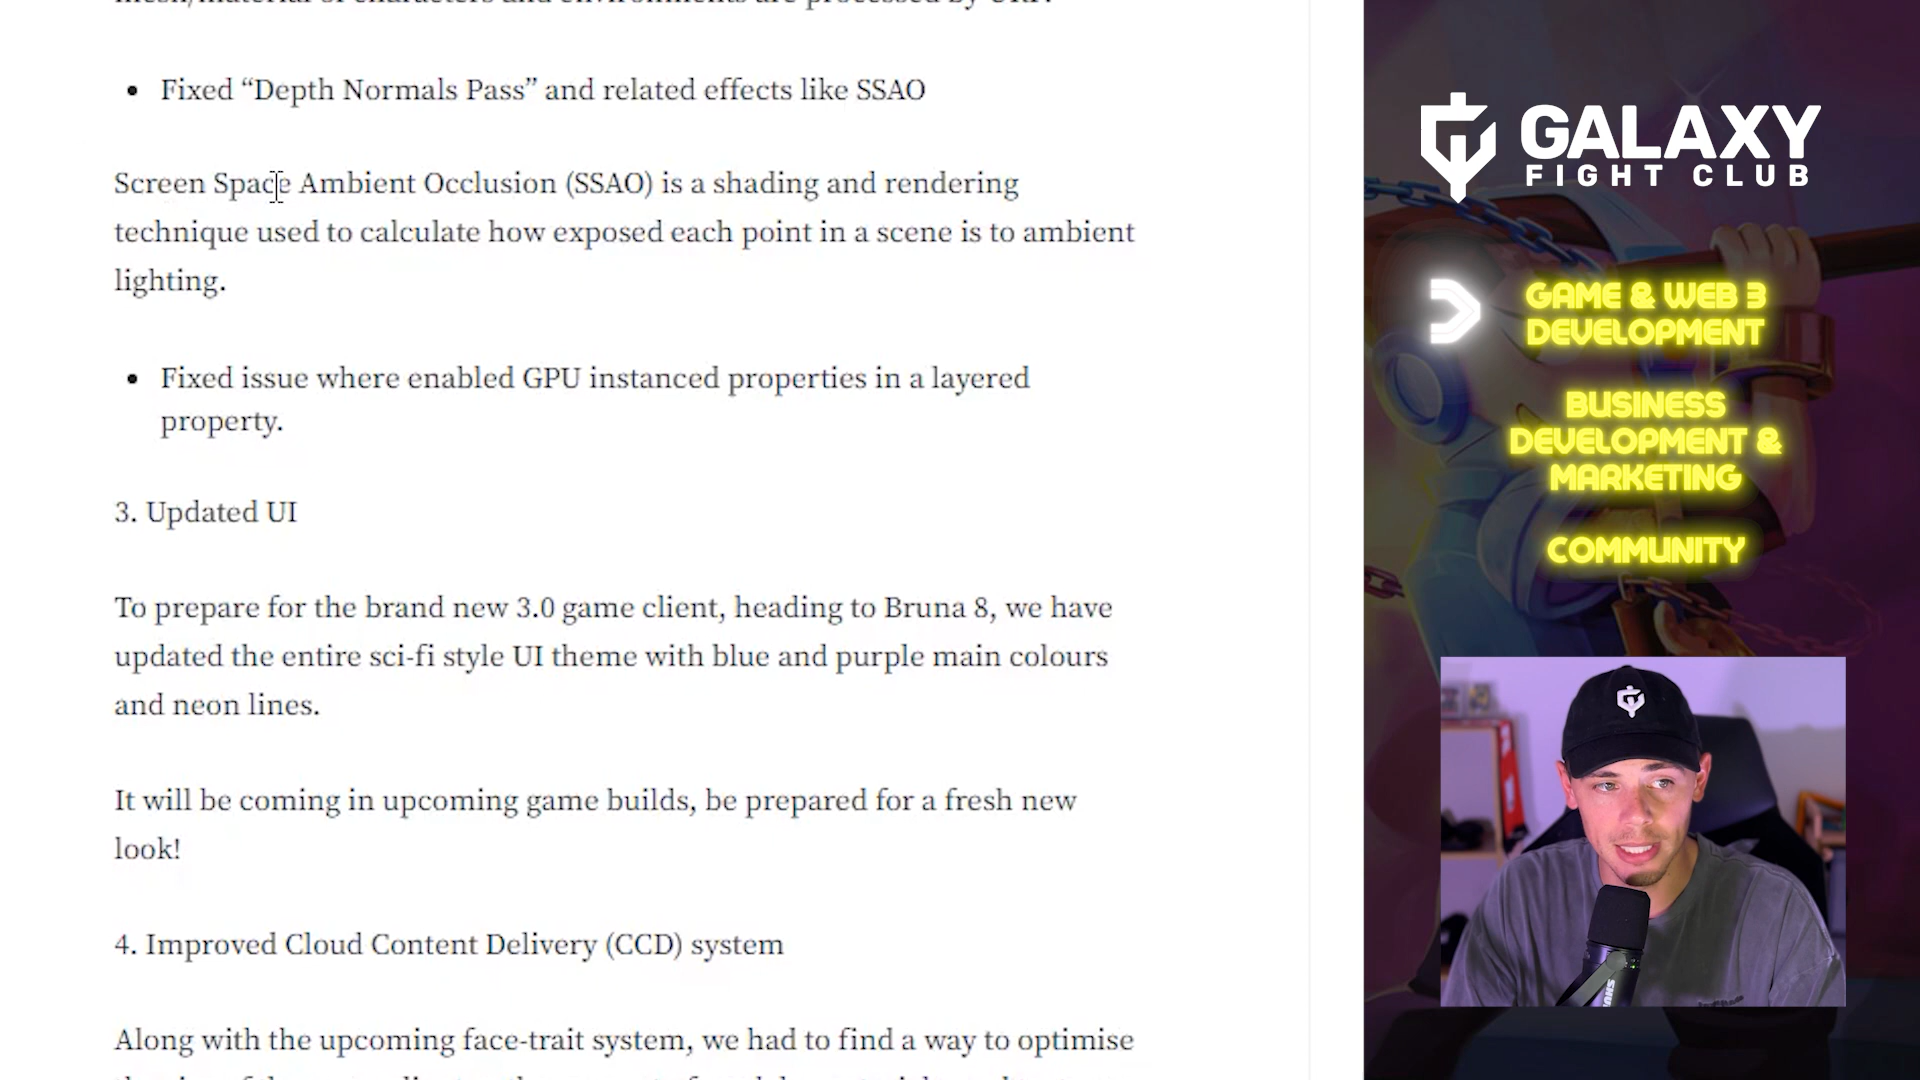 Fixed “Depth Normals Pass” and related effects like SSAO
Screen Space Ambient Occlusion (SSAO) is a shading and rendering
technique used to calculate how exposed each point in a scene is to ambient
lighting.
Fixed issue where enabled GPU instanced properties in a layered
property.
3. Updated UI
To prepare for the brand new 3.0 game client, heading to Bruna 8, we have
updated the entire sci-fi style UI theme with blue and purple main colours
and neon lines.
It will be coming in upcoming game builds, be prepared for a fresh new
look!
4. Improved Cloud Content Delivery (CCD) system
Along with the upcoming face-trait system, we had to find a way to optimise
GALAXY
FIGHT CLUB
GAME & WEB 3
DEVELOPMENT
BUSINESS
DEVELOPMENT &
MARKETING
COMMUNITY